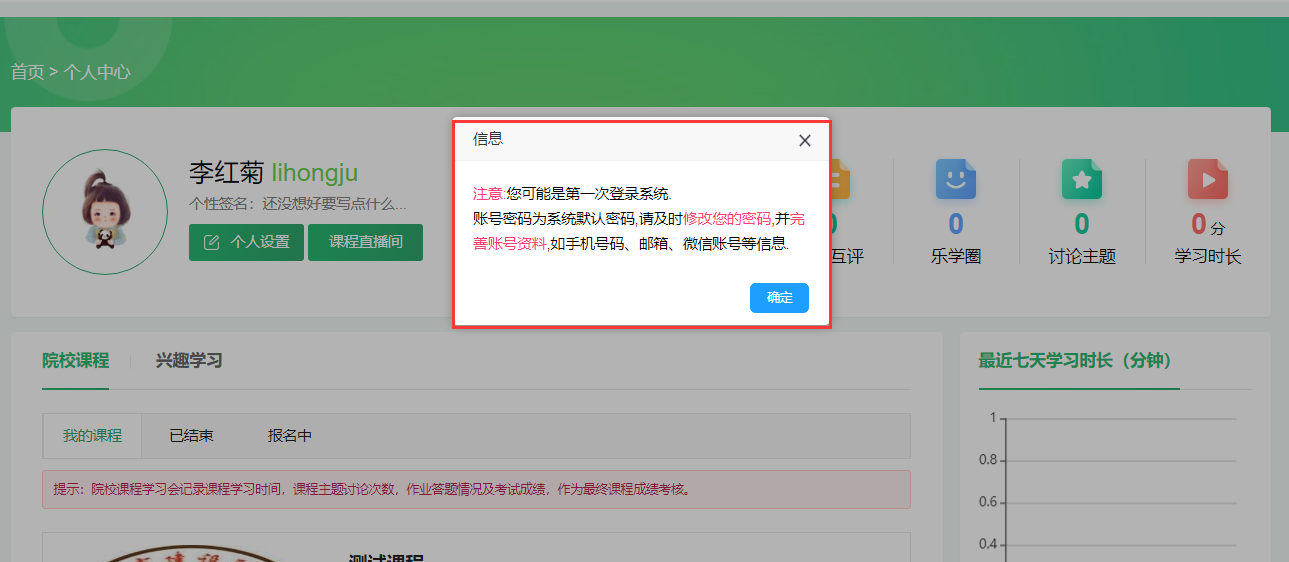 首页 > 个人中心
信息
注意:您可能是第一次登录系统.
账号密码为系统默认密码,请及时修改您的密码,并完
善账号资料,如手机号码、邮箱、微信账号等信息.
确定
李红菊 lihongju
个性签名：还没想好要写点什么...
个人设置
课程直播间
0
互评
0
乐学圈
0
讨论主题
0 分
学习时长
院校课程
兴趣学习
我的课程
已结束
报名中
提示：院校课程学习会记录课程学习时间，课程主题讨论次数，作业答题情况及考试成绩，作为最终课程成绩考核。
测试课程
最近七天学习时长（分钟）
1
0.8
0.6
0.4